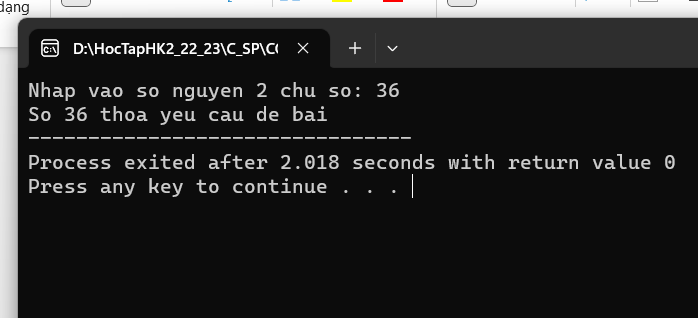 dạng
D:\HocTapHK2_22_23\C_SP\C
Nhap vao so nguyen 2 chu so: 36
So 36 thoa yeu cau de bai
--------------------------------
Process exited after 2.018 seconds with return value 0
Press any key to continue . . .